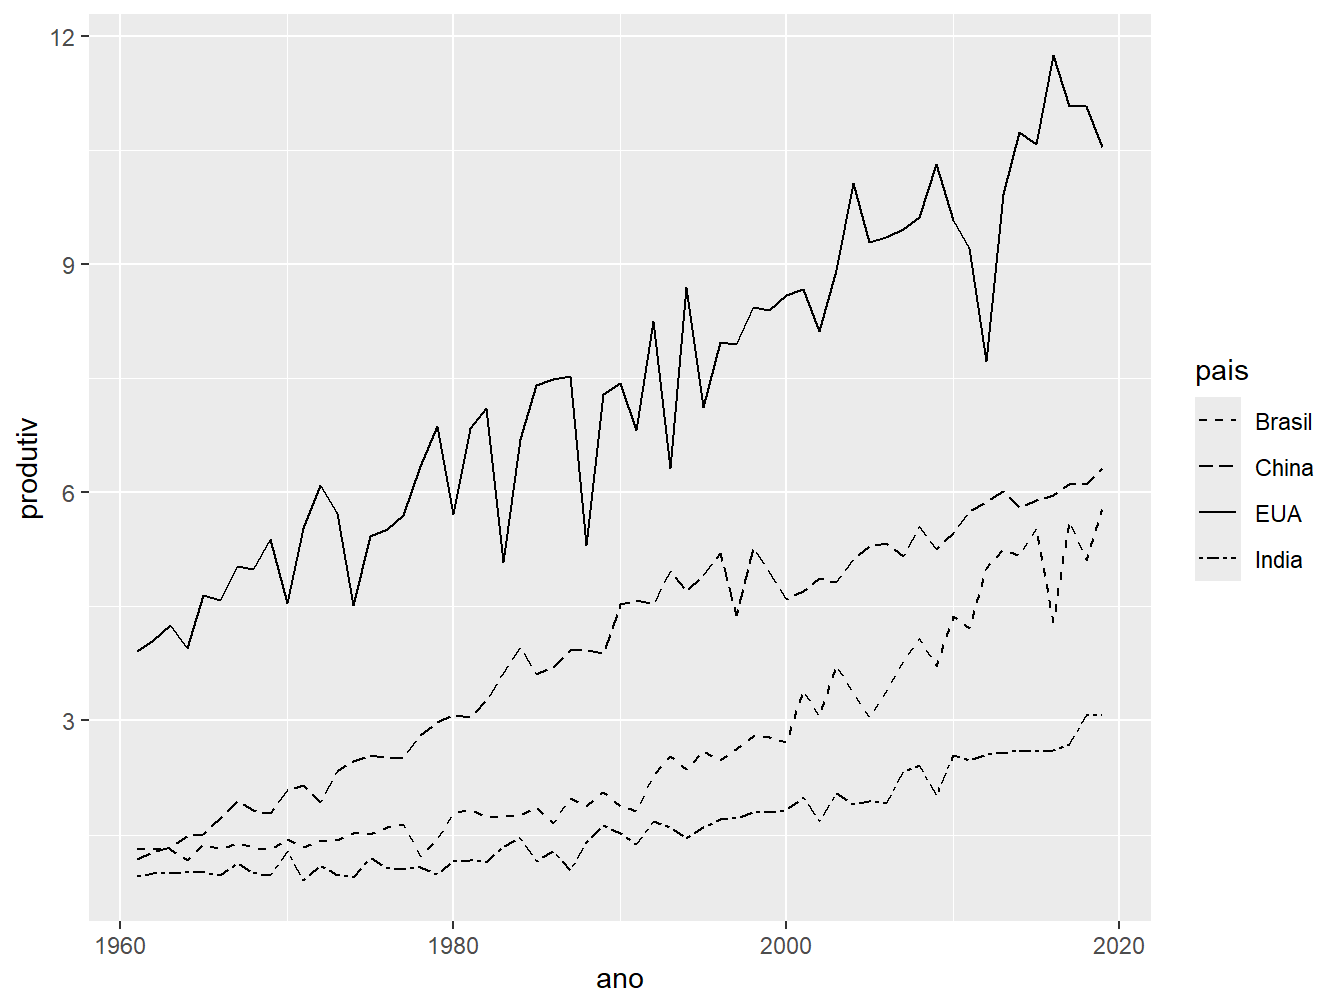 12
9
6
3
produtiv
1960 1980 2000 2020
ano
pais
Brasil
China
EUA
India